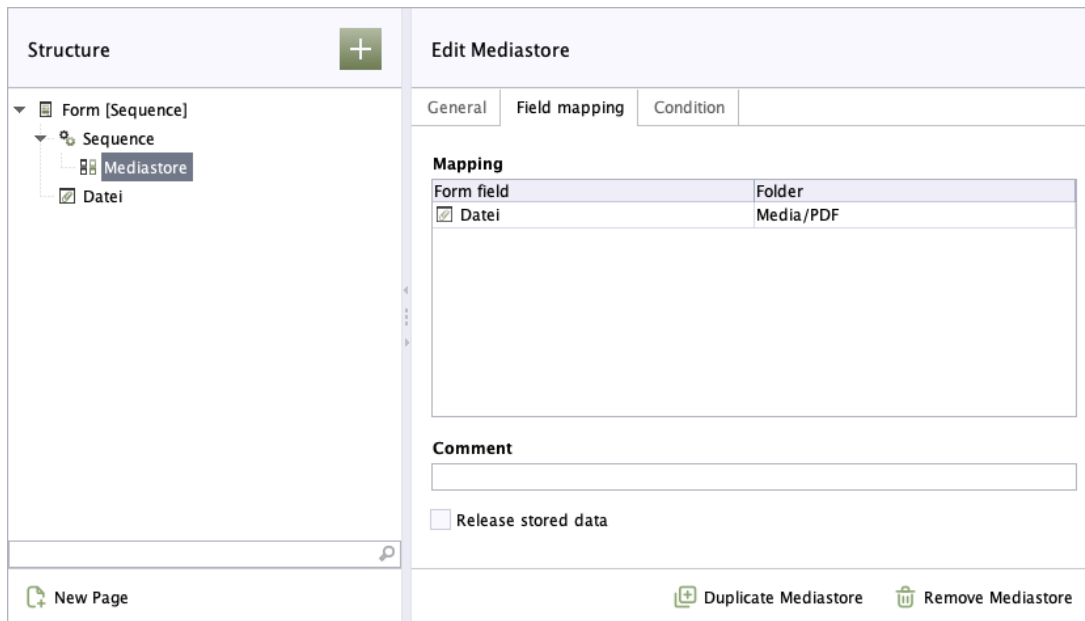 Structure
Form [Sequence]
Sequence
Mediastore
Datei
New Page
Edit Mediastore
General Field mapping Condition
Mapping
Form field Folder
Datei Media/PDF
Comment
Release stored data
Duplicate Mediastore Remove Mediastore